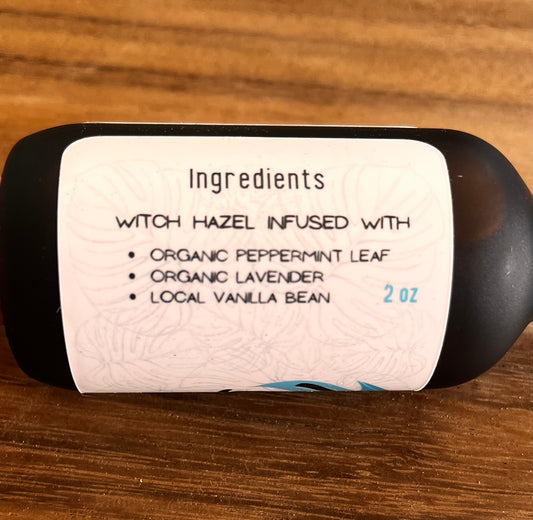 Ingredients
WITCH HAZEL INFUSED WITH
• ORGANIC PEPPERMINT LEAF
• ORGANIC LAVENDER
• LOCAL VANILLA BEAN
2 OZ